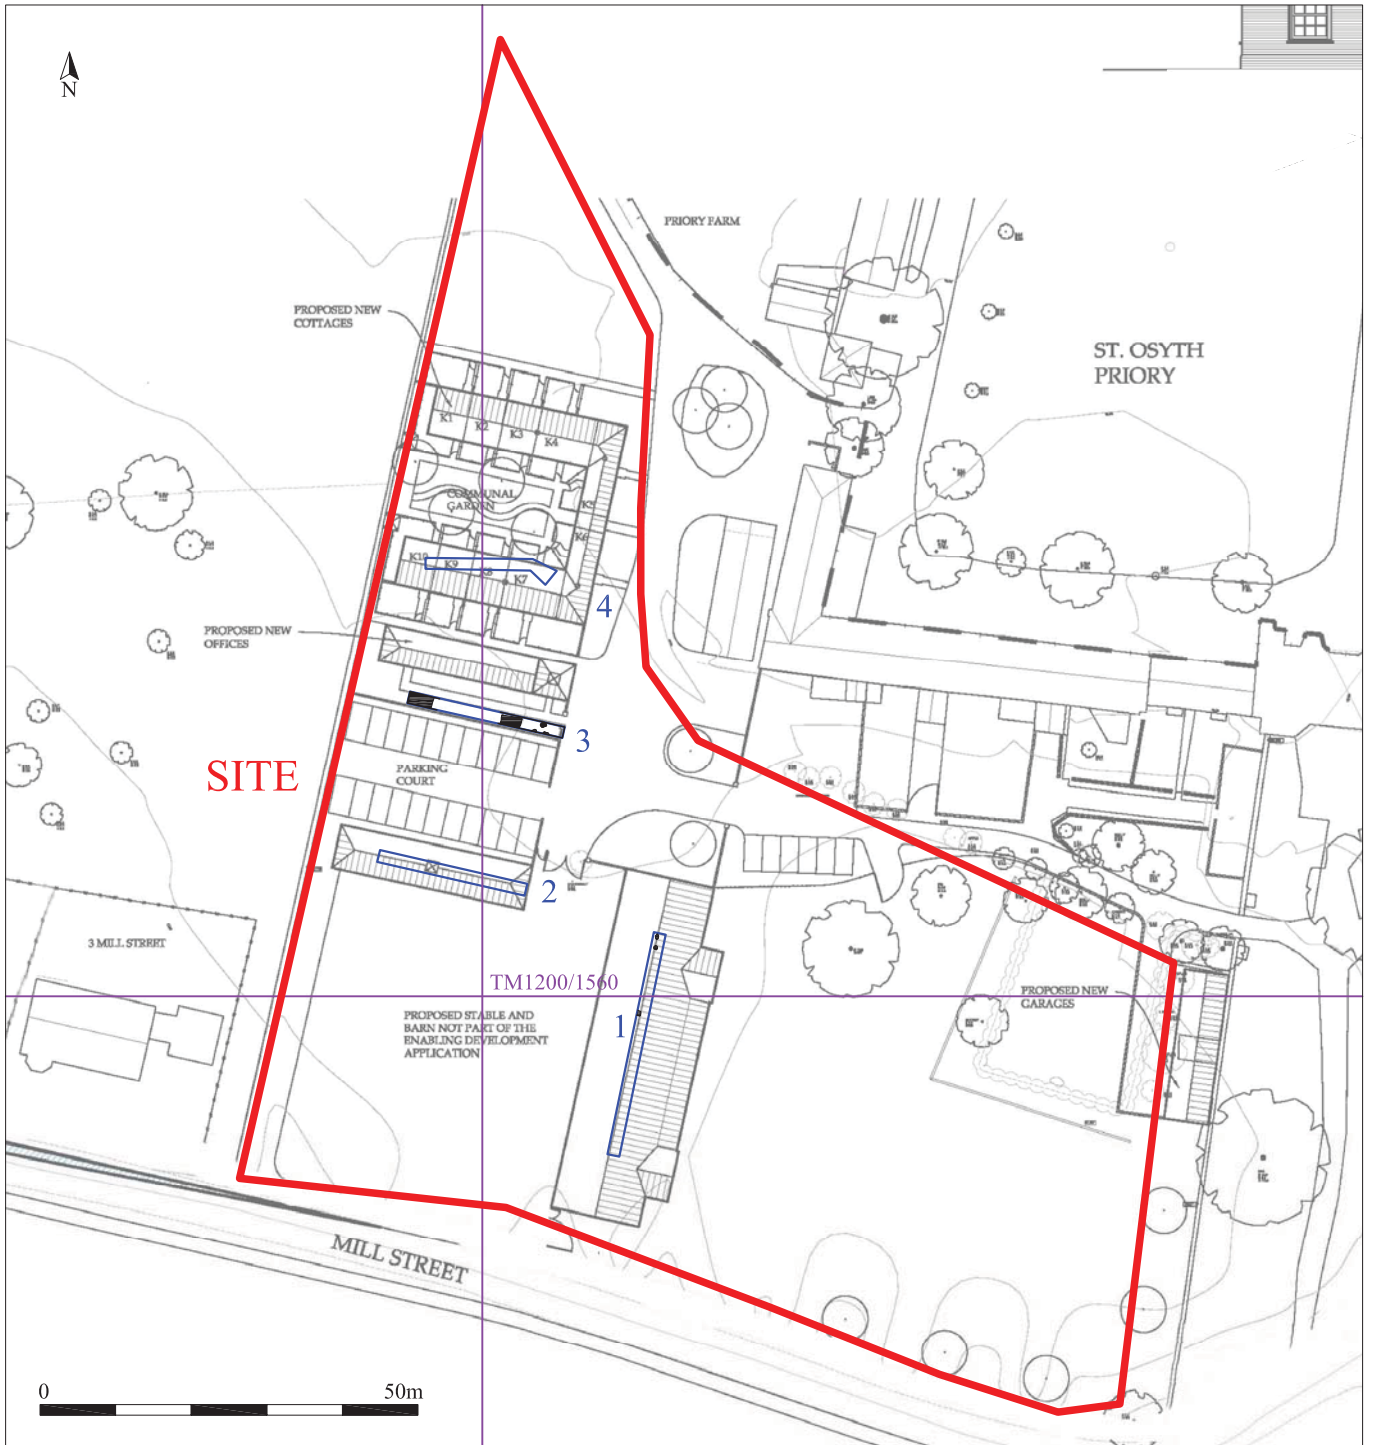 N
PRIORY FARM
PROPOSED NEW
COTTAGES
ST. OSYTH
PRIORY
K1
K2
K3
K4
COMMUNAL
GARDEN
K5
K6
K10
K9
K8
K7
4
PROPOSED NEW
OFFICES
3
SITE
PARKING
COURT
2
3 MILL STREET
TM1200/1560
PROPOSED NEW
GARAGES
PROPOSED STABLE AND
BARN NOT PART OF THE
ENABLING DEVELOPMENT
APPLICATION
1
MILL STREET
0
50m